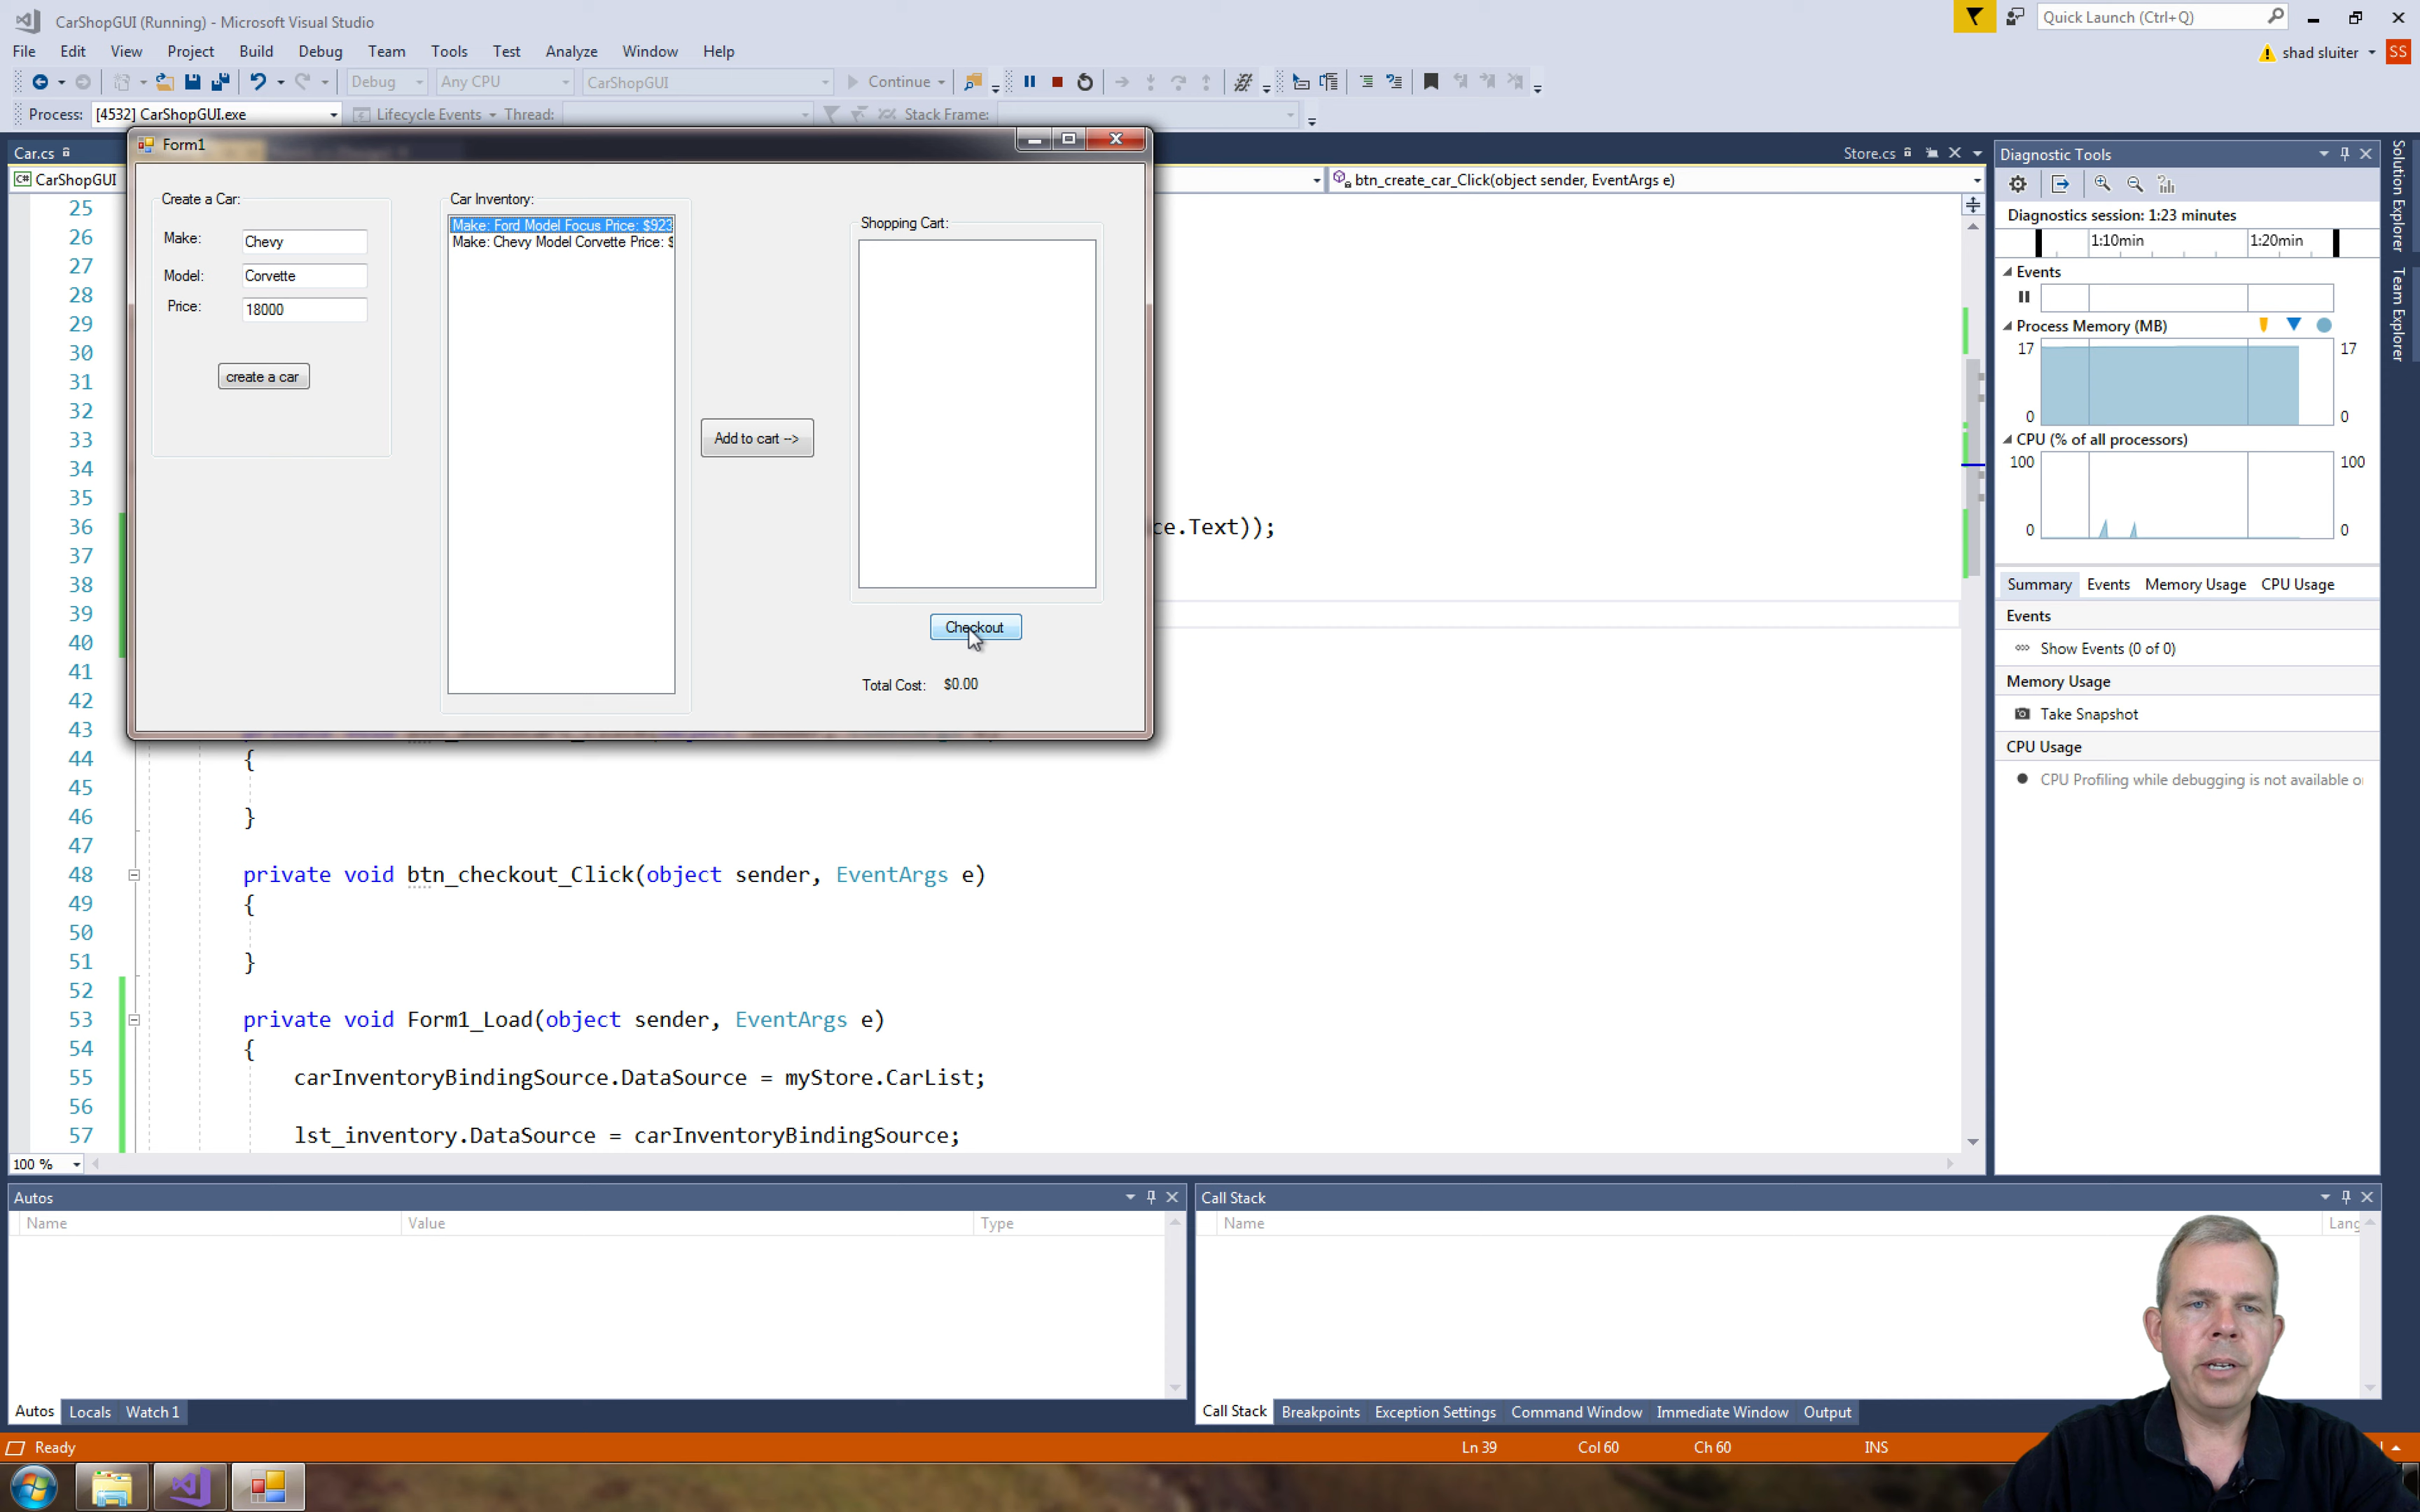 CarShopGUI (Running) - Microsoft Visual Studio
Quick Launch (Ctrl+Q)
File Edit View Project Build Debug Team Tools Test Analyze Window Help
shad sluiter SS
Debug Any CPU CarShopGUI Continue
Process: [4532] CarShopGUI.exe Lifecycle Events Thread: Stack Frame:
Car.cs
Form1
Store.cs
CarShopGUI
btn_create_car_Click(object sender, EventArgs e)
Create a Car:
Make: Chevy
Model: Corvette
Price: 18000
create a car
Car Inventory:
Make: Ford Model Focus Price: $923
Make: Chevy Model Corvette Price: $
Add to cart -->
Shopping Cart:
Checkout
Total Cost: $0.00
25
26
27
28
29
30
31
32
33
34
35
36 ce.Text));
37
38
39
40
41
42
43
44 {
45
46 }
47
48 private void btn_checkout_Click(object sender, EventArgs e)
49 {
50
51 }
52
53 private void Form1_Load(object sender, EventArgs e)
54 {
55 carInventoryBindingSource.DataSource = myStore.CarList;
56
57 lst_inventory.DataSource = carInventoryBindingSource;
100 %
Diagnostic Tools
Diagnostics session: 1:23 minutes
1:10min 1:20min
Events
Process Memory (MB)
17 17
0 0
CPU (% of all processors)
100 100
0 0
Summary Events Memory Usage CPU Usage
Events
Show Events (0 of 0)
Memory Usage
Take Snapshot
CPU Usage
CPU Profiling while debugging is not available o
Solution Explorer
Team Explorer
Autos
Name Value Type
Autos Locals Watch 1
Call Stack
Name Lang
Call Stack Breakpoints Exception Settings Command Window Immediate Window Output
Ready Ln 39 Col 60 Ch 60 INS